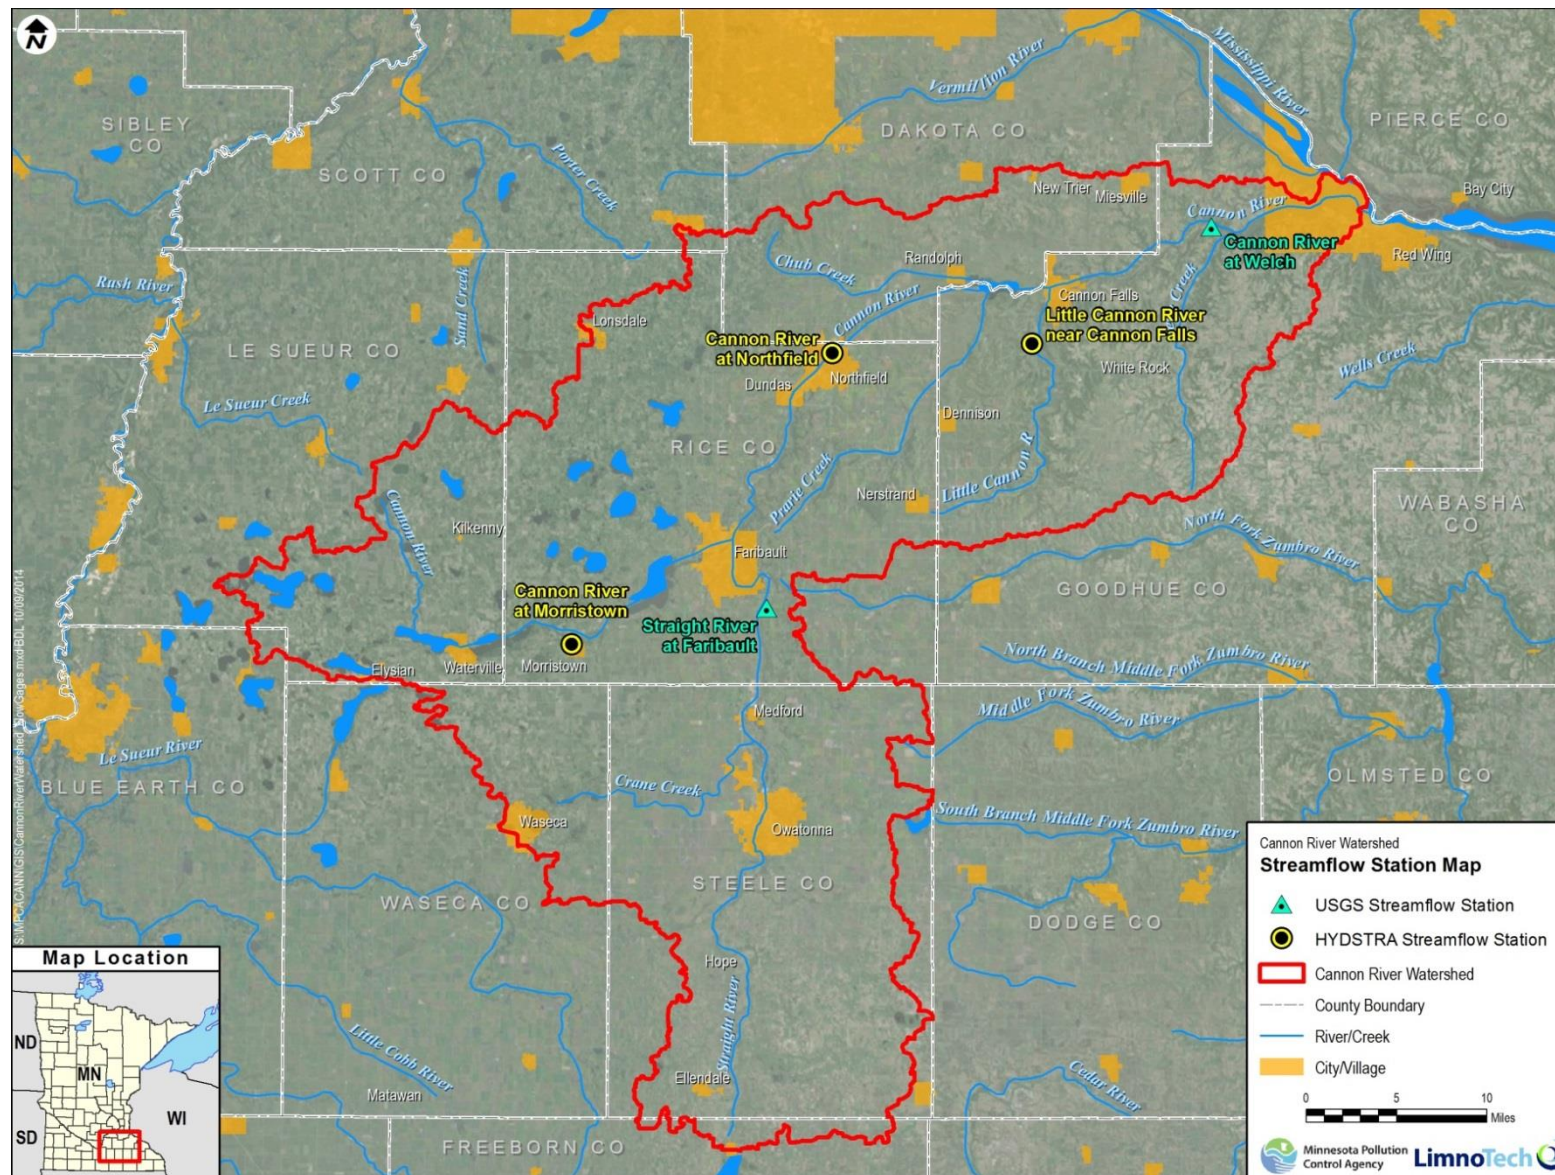 N
Mississippi River
Vermillion River
PIERCE CO
SIBLEY
CO
DAKOTA CO
SCOTT CO
Porter Creek
New Trier
Miesville
Bay City
Cannon River
Cannon River
at Welch
Red Wing
Rush River
Sand Creek
Chub Creek
Randolph
Cannon River
Cannon Falls
Little Cannon River
near Cannon Falls
Creek
Lonsdale
LE SUEUR CO
Cannon River
at Northfield
Dundas
Northfield
White Rock
Wells Creek
Le Sueur Creek
Dennison
RICE CO
Prarie Creek
Nerstrand
Little Cannon R
WABASHA
CO
Cannon River
Kilkenny
Faribault
North Fork Zumbro River
GOODHUE CO
Cannon River
at Morristown
Straight River
at Faribault
Elysian
Waterville
Morristown
North Branch Middle Fork Zumbro River
Medford
Middle Fork Zumbro River
Le Sueur River
BLUE EARTH CO
Crane Creek
OLMSTED CO
Waseca
Owatonna
South Branch Middle Fork Zumbro River
STEELE CO
WASECA CO
DODGE CO
Hope
Straight River
Little Cobb River
Ellendale
Matawan
Cedar River
FREEBORN CO
Map Location
ND
MN
SD
WI
Cannon River Watershed
Streamflow Station Map
USGS Streamflow Station
HYDSTRA Streamflow Station
Cannon River Watershed
County Boundary
River/Creek
City/Village
0 5 10
Miles
Minnesota Pollution
Control Agency
LimnoTech